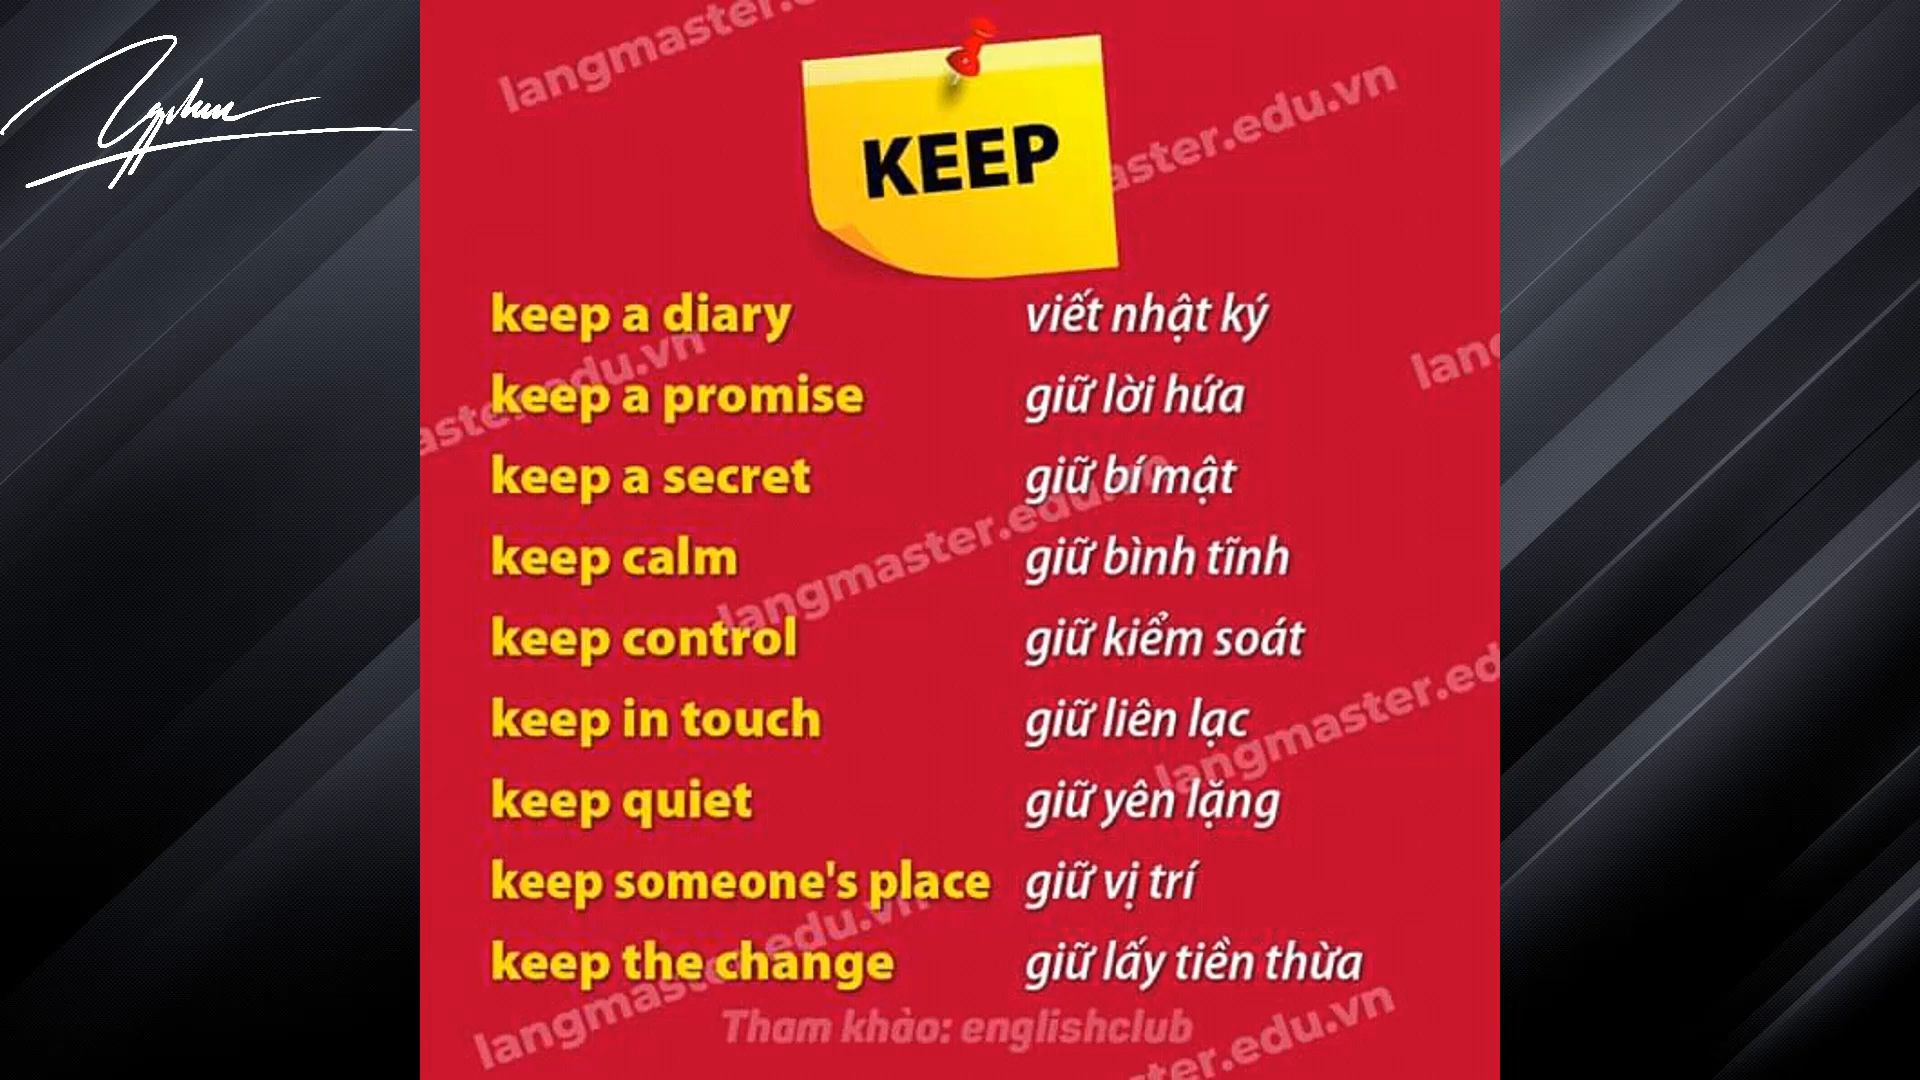 langmaster.
langmaster.edu.vn
KEEP
keep a diary viết nhật ký
keep a promise giữ lời hứa
keep a secret giữ bí mật
keep calm giữ bình tĩnh
keep control giữ kiểm soát
keep in touch giữ liên lạc
keep quiet giữ yên lặng
keep someone's place giữ vị trí
keep the change giữ lấy tiền thừa
Tham khảo: englishclub